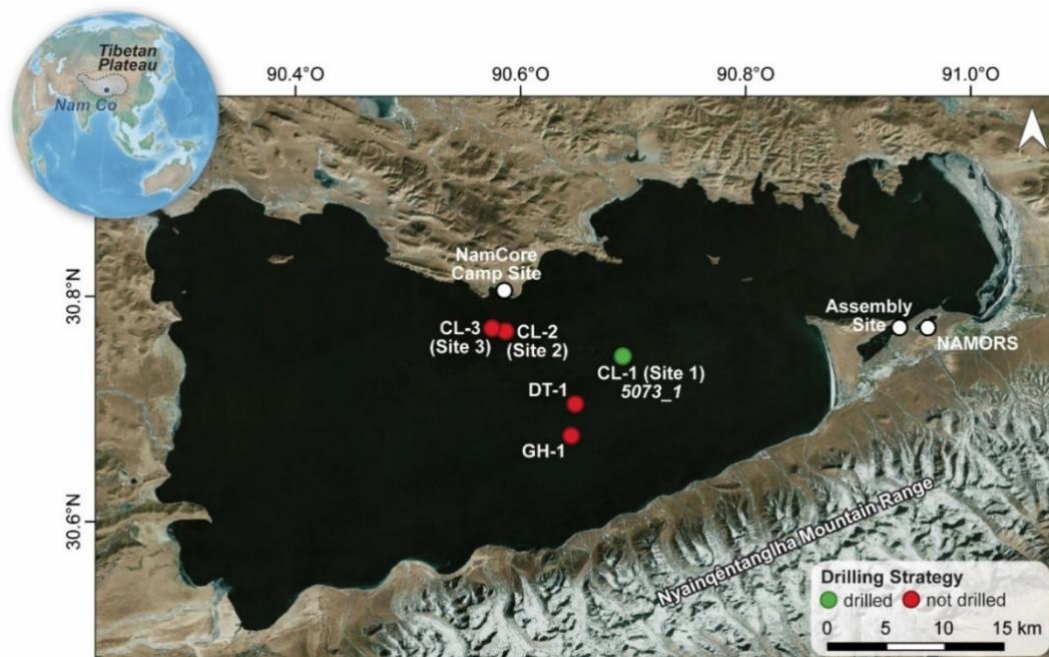 Tibetan
Plateau
Nam Co
90.4°O
90.6°O
90.8°O
91.0°O
30.8°N
30.6°N
NamCore
Camp Site
CL-3
(Site 3)
CL-2
(Site 2)
CL-1 (Site 1)
5073_1
DT-1
GH-1
Assembly
Site
NAMORS
Nyainqentanglha Mountain Range
Drilling Strategy
drilled
not drilled
0 5 10 15 km